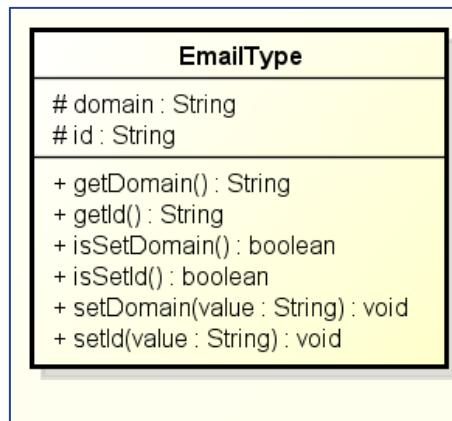 EmailType
# domain : String
# id : String
+ getDomain() : String
+ getId() : String
+ isSetDomain() : boolean
+ isSetId() : boolean
+ setDomain(value : String) : void
+ setId(value : String) : void